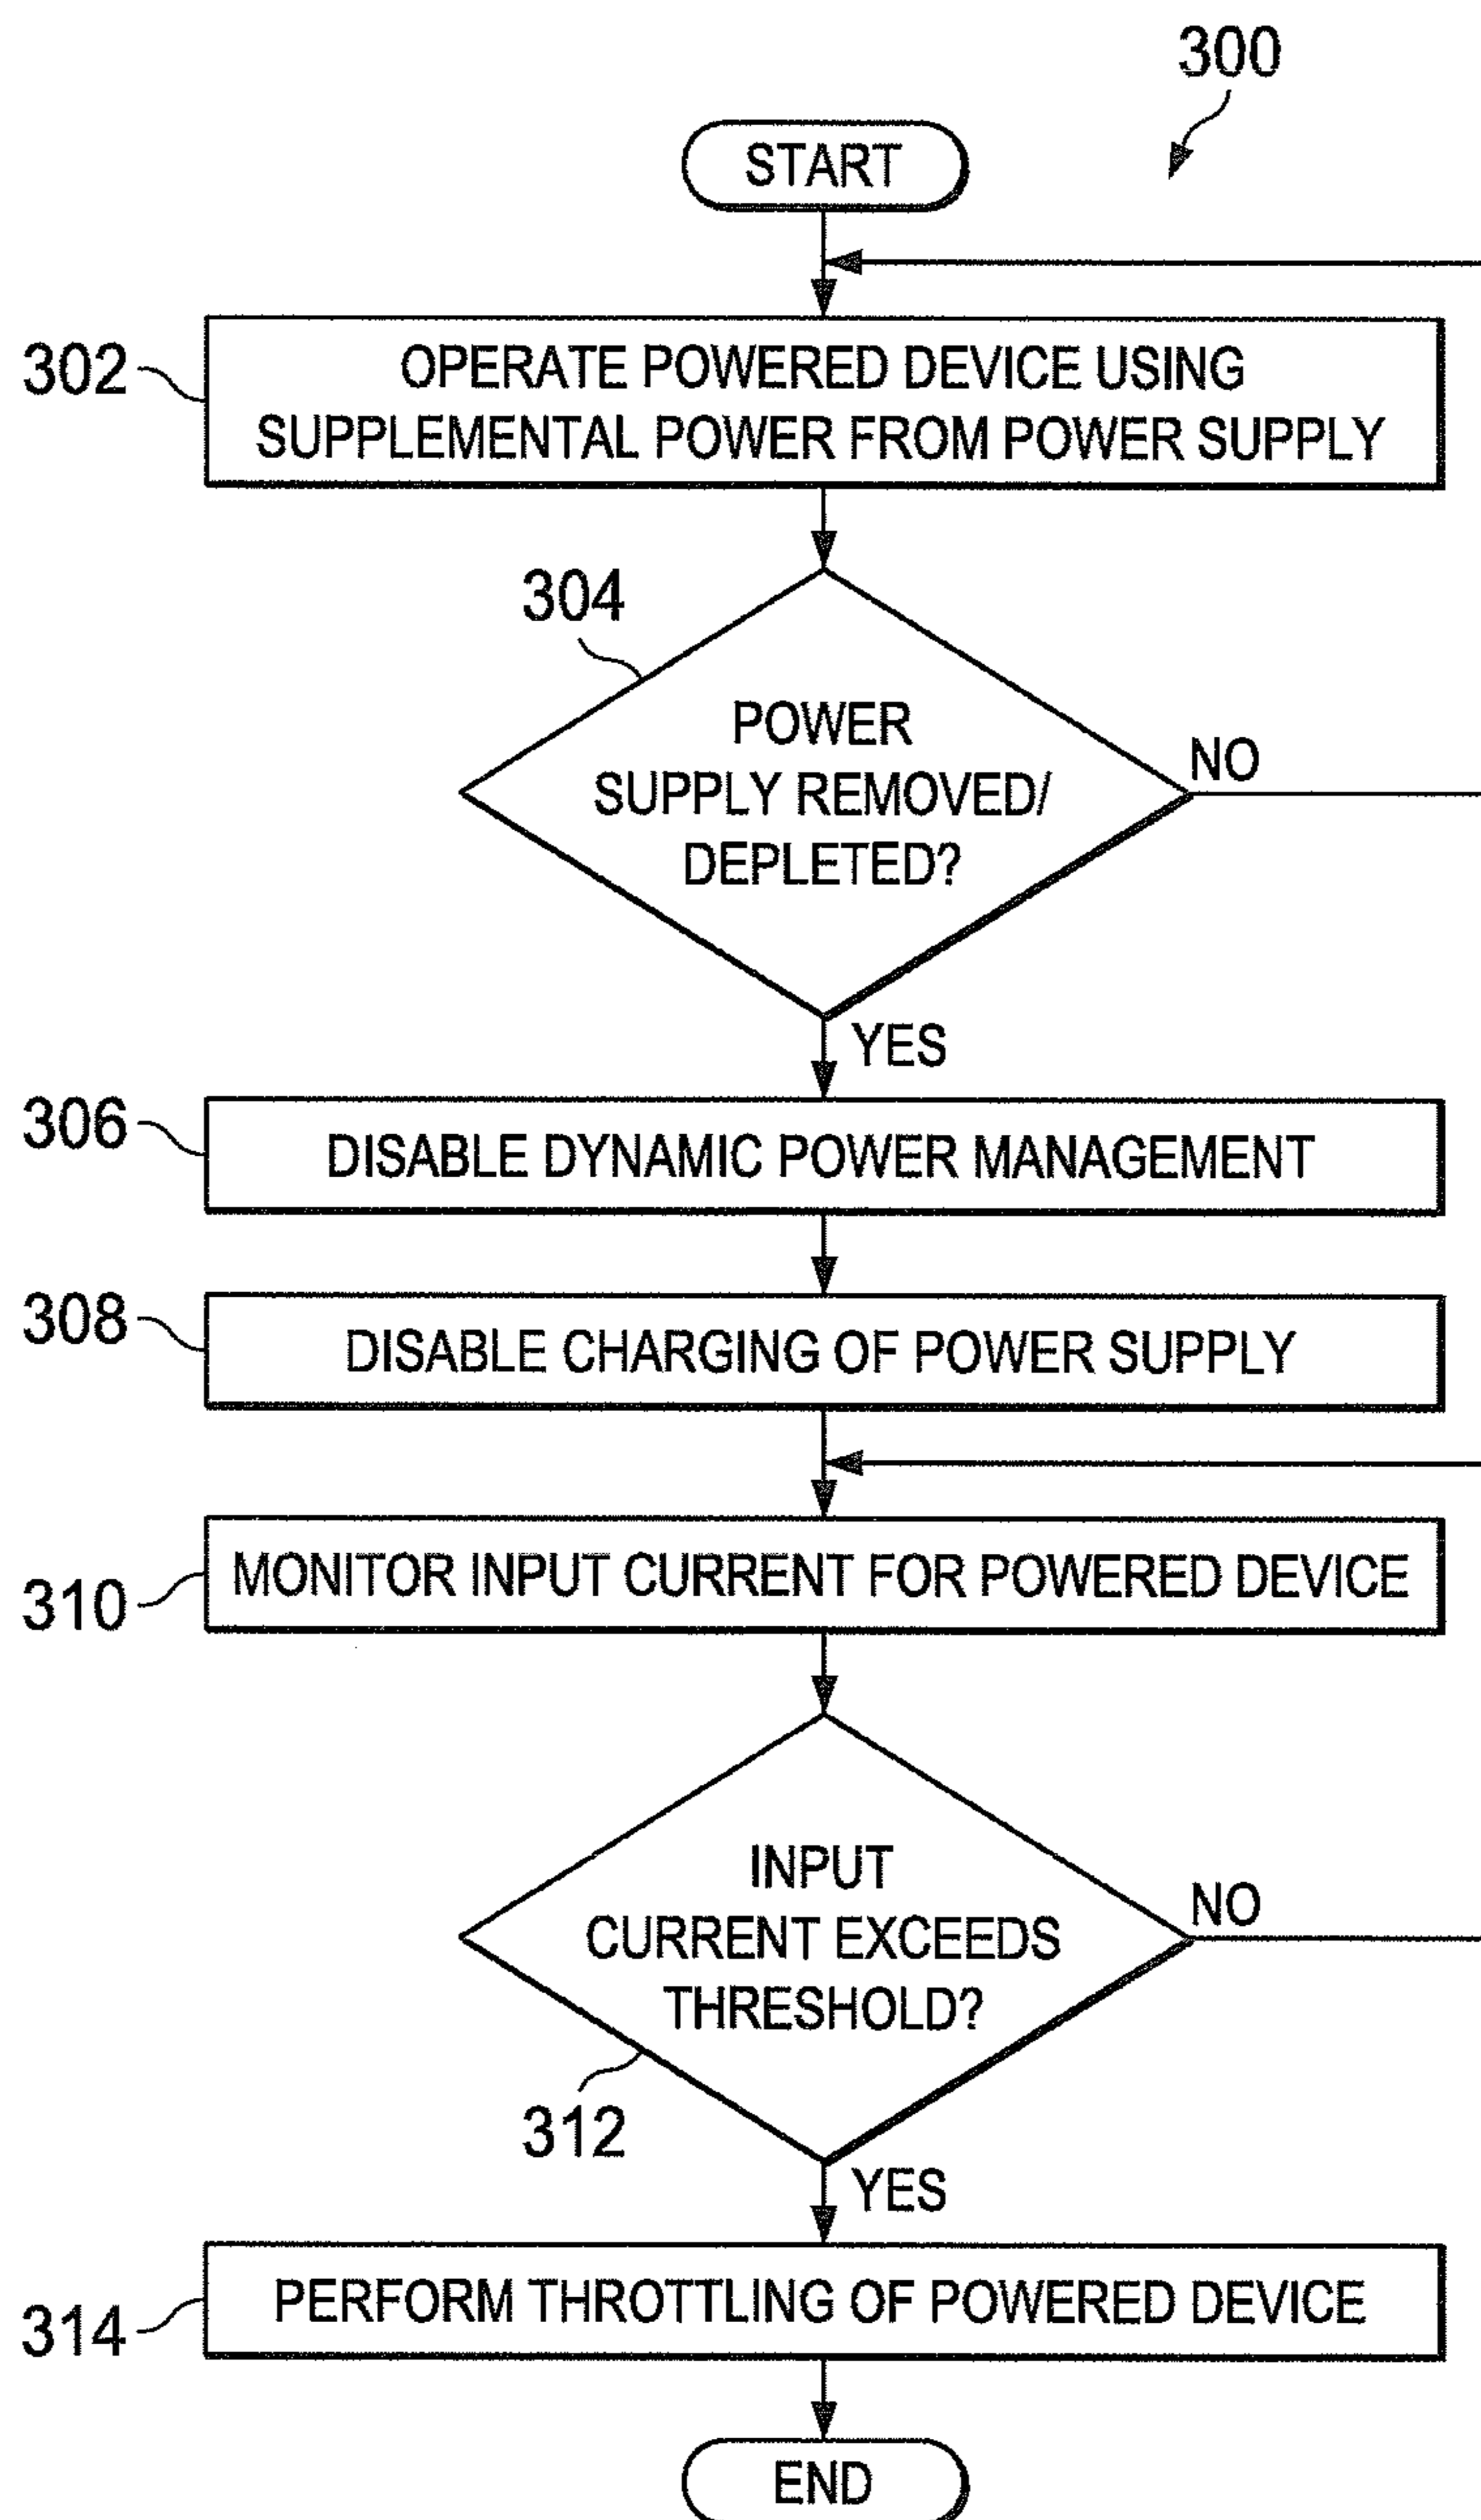 300
START
302
OPERATE POWERED DEVICE USING
SUPPLEMENTAL POWER FROM POWER SUPPLY
304
POWER
SUPPLY REMOVED/
DEPLETED?
NO
YES
306
DISABLE DYNAMIC POWER MANAGEMENT
308
DISABLE CHARGING OF POWER SUPPLY
310
MONITOR INPUT CURRENT FOR POWERED DEVICE
INPUT
CURRENT EXCEEDS
THRESHOLD?
NO
312
YES
314
PERFORM THROTTLING OF POWERED DEVICE
END